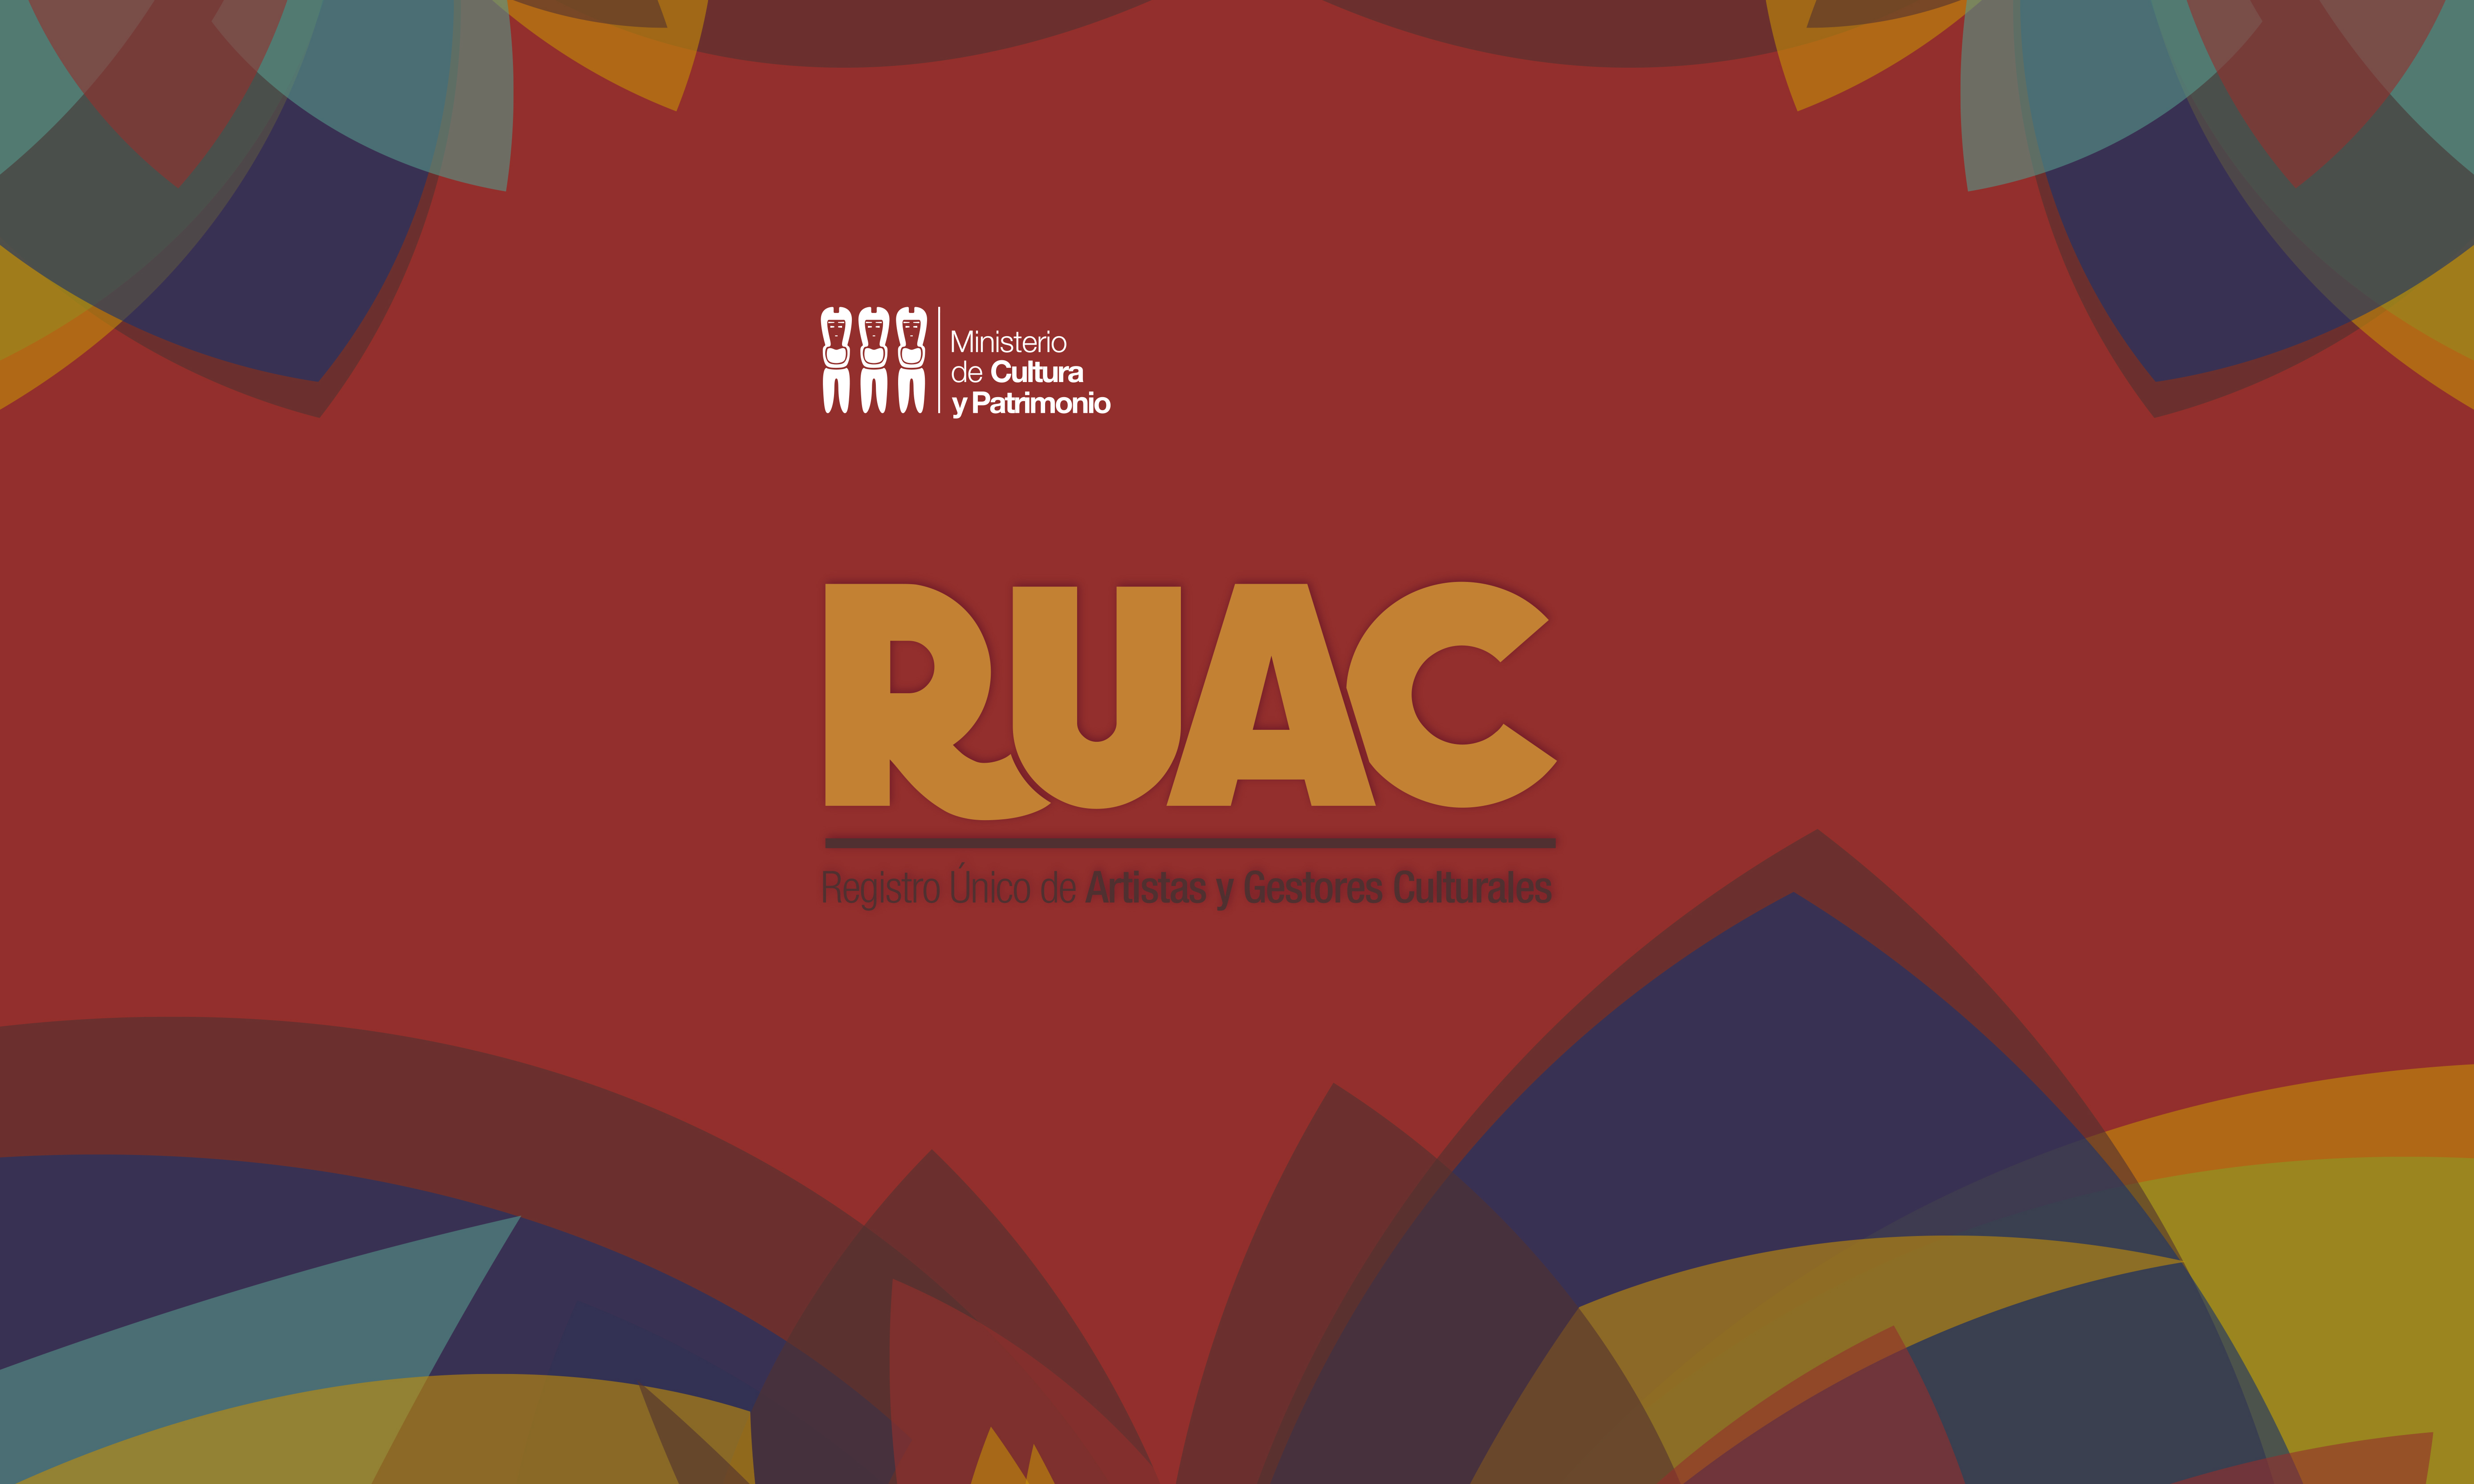 Ministerio
de Cultura
y Patrimonio
RUAC
Registro Único de Artistas y Gestores Culturales